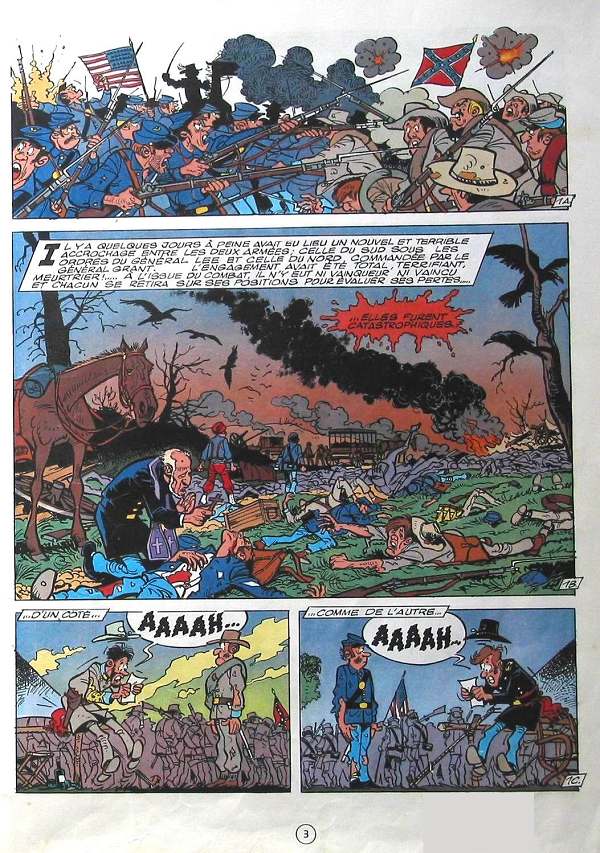 1A.
IL Y A QUELQUES JOURS À PEINE AVAIT EU LIEU UN NOUVEL ET TERRIBLE
ACCROCHAGE ENTRE LES DEUX ARMÉES; CELLE DU SUD SOUS LES
ORDRES DU GÉNÉRAL LEE ET CELLE DU NORD, COMMANDÉE PAR LE
GÉNÉRAL GRANT. L'ENGAGEMENT AVAIT ÉTÉ TOTAL, TERRIFIANT,
MEURTRIER!.... À L'ISSUE DU COMBAT, IL N'Y EUT NI VAINQUEUR NI VAINCU
ET CHACUN SE RETIRA SUR SES POSITIONS POUR ÉVALUER SES PERTES....
...ELLES FURENT
CATASTROPHIQUES.
1B.
...D'UN CÔTÉ...
AAAAH...
...COMME DE L'AUTRE...
AAAAH...
1C.
3